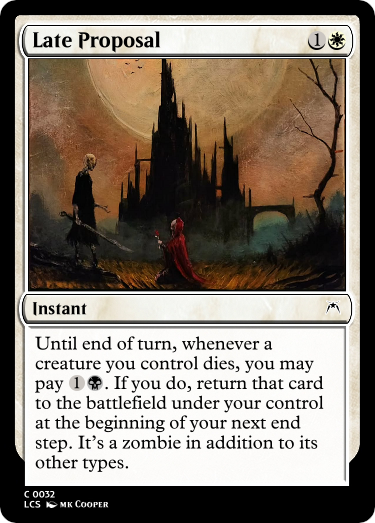 Late Proposal 1
Instant
Until end of turn, whenever a
creature you control dies, you may
pay 1. If you do, return that card
to the battlefield under your control
at the beginning of your next end
step. It's a zombie in addition to its
other types.
C 0032
LCS MK COOPER